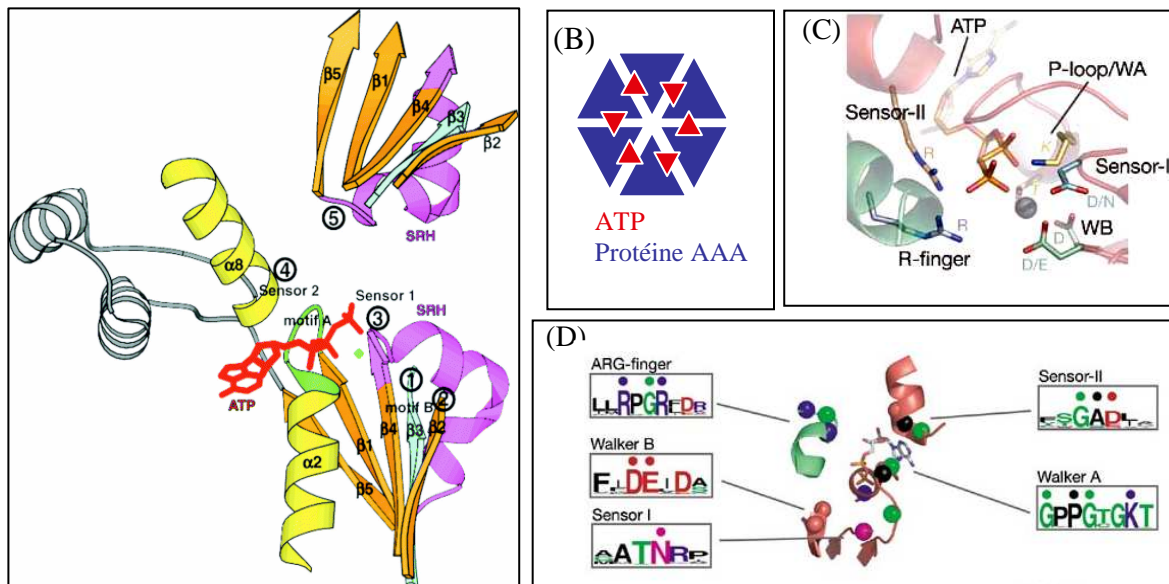 β5
β1
β4
β3
β2
⑤
SRH
α8
④
Sensor 2
Sensor 1
motif A
③
SRH
ATP
①
motif B
②
α2
β1
β4
β3
β2
β5
(B)
ATP
Protéine AAA
(C)
ATP
P-loop/WA
Sensor-II
K
R
T
Sensor-I
D/N
R
D
WB
R-finger
D/E
(D)
ARG-finger
Sensor-II
Walker B
Walker A
GPPGTGKT
Sensor I